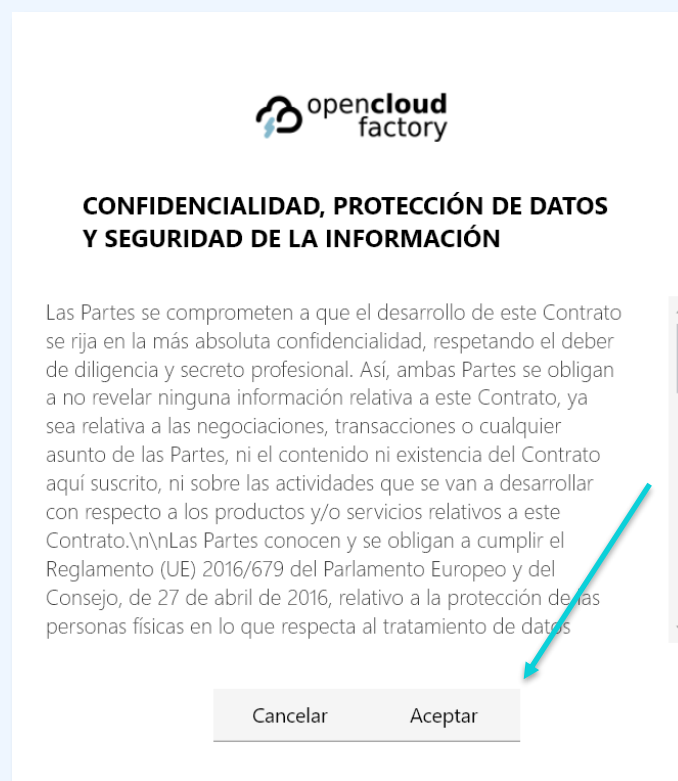 opencloud
factory
CONFIDENCIALIDAD, PROTECCIÓN DE DATOS
Y SEGURIDAD DE LA INFORMACIÓN
Las Partes se comprometen a que el desarrollo de este Contrato
se rija en la más absoluta confidencialidad, respetando el deber
de diligencia y secreto profesional. Así, ambas Partes se obligan
a no revelar ninguna información relativa a este Contrato, ya
sea relativa a las negociaciones, transacciones o cualquier
asunto de las Partes, ni el contenido ni existencia del Contrato
aquí suscrito, ni sobre las actividades que se van a desarrollar
con respecto a los productos y/o servicios relativos a este
Contrato.\n\nLas Partes conocen y se obligan a cumplir el
Reglamento (UE) 2016/679 del Parlamento Europeo y del
Consejo, de 27 de abril de 2016, relativo a la protección de las
personas físicas en lo que respecta al tratamiento de datos
Cancelar Aceptar